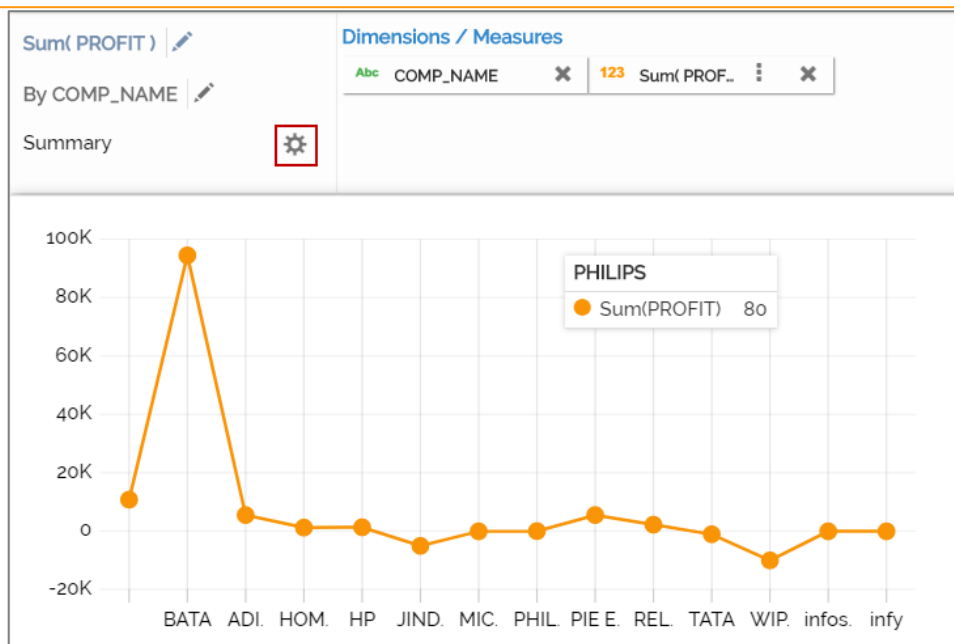 Sum( PROFIT )
By COMP_NAME
Summary
Dimensions / Measures
Abc COMP_NAME
123 Sum( PROF...
100K
80K
60K
40K
20K
0
-20K
PHILIPS
Sum(PROFIT) 80
BATA ADI. HOM. HP JIND. MIC. PHIL. PIE E. REL. TATA WIP. infos. infy